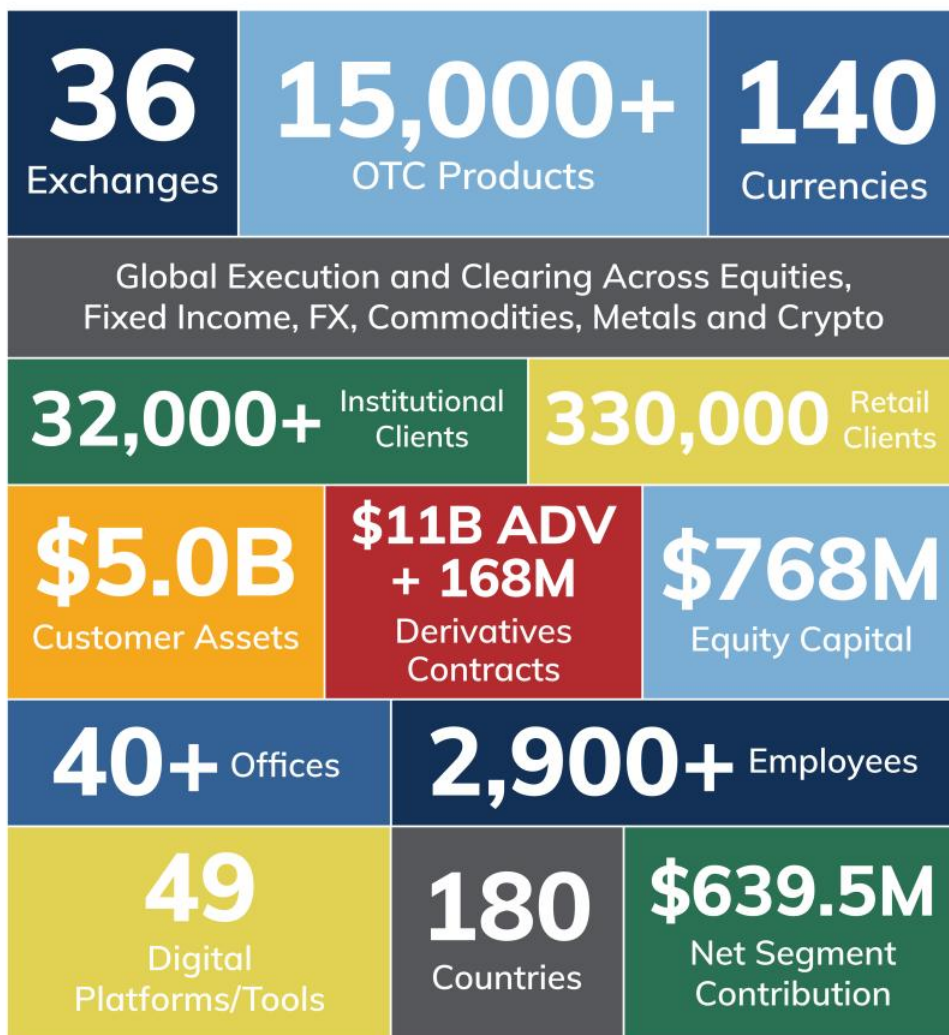 36
Exchanges
15,000+
OTC Products
140
Currencies
Global Execution and Clearing Across Equities,
Fixed Income, FX, Commodities, Metals and Crypto
32,000+
Institutional
Clients
330,000
Retail
Clients
$5.0B
Customer Assets
$11B ADV
+ 168M
Derivatives
Contracts
$768M
Equity Capital
40+ Offices
2,900+ Employees
49
Digital
Platforms/Tools
180
Countries
$639.5M
Net Segment
Contribution